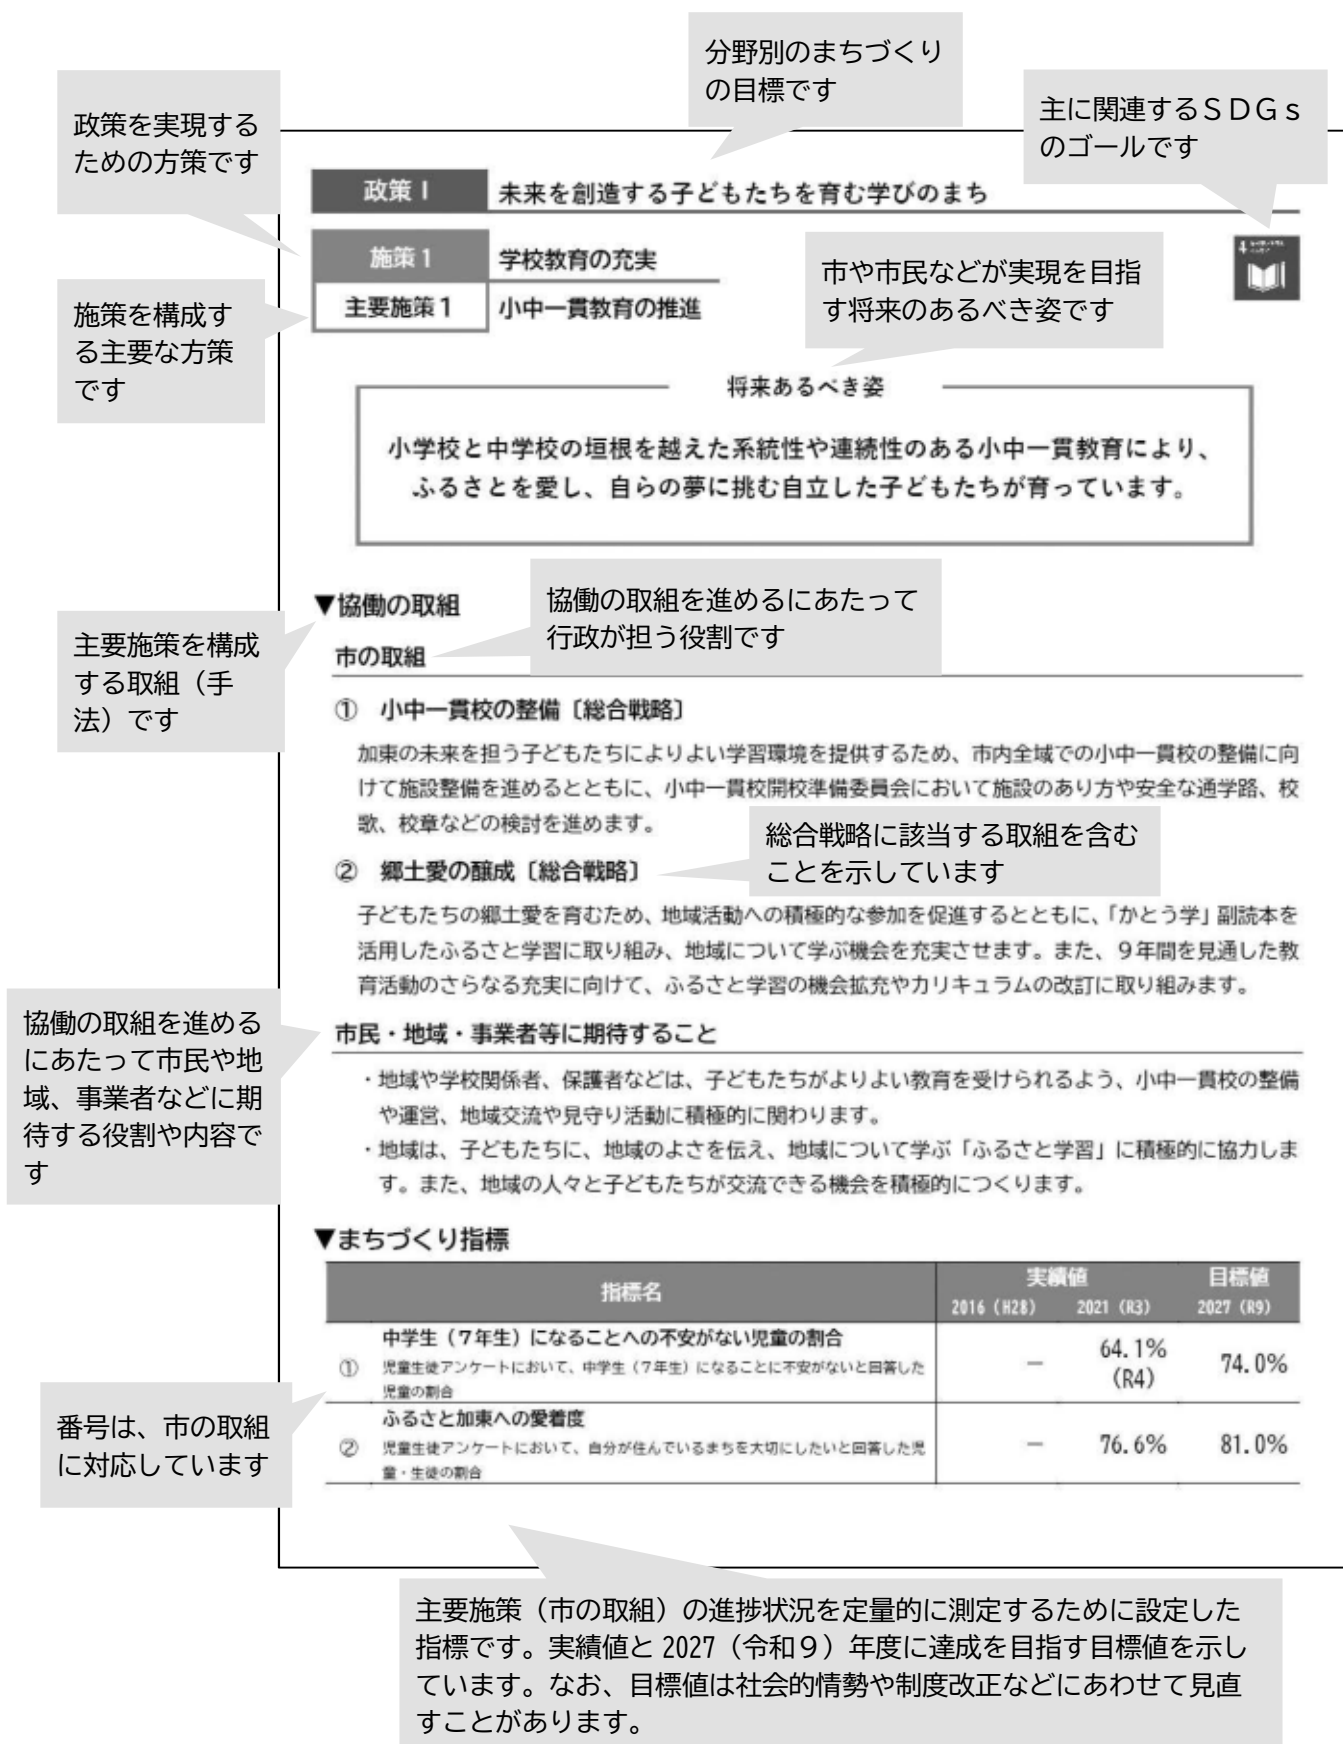 分野別のまちづくり
の目標です
主に関連するＳＤＧｓ
のゴールです
政策を実現する
ための方策です
政策Ⅰ 未来を創造する子どもたちを育む学びのまち
施策１ 学校教育の充実
4
主要施策１ 小中一貫教育の推進
市や市民などが実現を目指
す将来のあるべき姿です
施策を構成す
る主要な方策
です
将来あるべき姿
小学校と中学校の垣根を越えた系統性や連続性のある小中一貫教育により、
ふるさとを愛し、自らの夢に挑む自立した子どもたちが育っています。
▼協働の取組
協働の取組を進めるにあたって
行政が担う役割です
主要施策を構成
する取組（手
法）です
市の取組
① 小中一貫校の整備〔総合戦略〕
加東の未来を担う子どもたちによりよい学習環境を提供するため、市内全域での小中一貫校の整備に向
けて施設整備を進めるとともに、小中一貫校開校準備委員会において施設のあり方や安全な通学路、校
歌、校章などの検討を進めます。
総合戦略に該当する取組を含む
ことを示しています
② 郷土愛の醸成〔総合戦略〕
子どもたちの郷土愛を育むため、地域活動への積極的な参加を促進するとともに、「かとう学」副読本を
活用したふるさと学習に取り組み、地域について学ぶ機会を充実させます。また、９年間を見通した教
育活動のさらなる充実に向けて、ふるさと学習の機会拡充やカリキュラムの改訂に取り組みます。
協働の取組を進める
にあたって市民や地
域、事業者などに期
待する役割や内容で
す
市民・地域・事業者等に期待すること
・地域や学校関係者、保護者などは、子どもたちがよりよい教育を受けられるよう、小中一貫校の整備
や運営、地域交流や見守り活動に積極的に関わります。
・地域は、子どもたちに、地域のよさを伝え、地域について学ぶ「ふるさと学習」に積極的に協力しま
す。また、地域の人々と子どもたちが交流できる機会を積極的につくります。
▼まちづくり指標
指標名 実績値 目標値
2016（H28） 2021（R3） 2027（R9）
中学生（７年生）になることへの不安がない児童の割合
① 児童生徒アンケートにおいて、中学生（７年生）になることに不安がないと回答した
児童の割合
－ 64.1%
（R4） 74.0%
ふるさと加東への愛着度
② 児童生徒アンケートにおいて、自分が住んでいるまちを大切にしたいと回答した児
童・生徒の割合
－ 76.6% 81.0%
番号は、市の取組
に対応しています
主要施策（市の取組）の進捗状況を定量的に測定するために設定した
指標です。実績値と 2027（令和９）年度に達成を目指す目標値を示し
ています。なお、目標値は社会的情勢や制度改正などにあわせて見直
すことがあります。